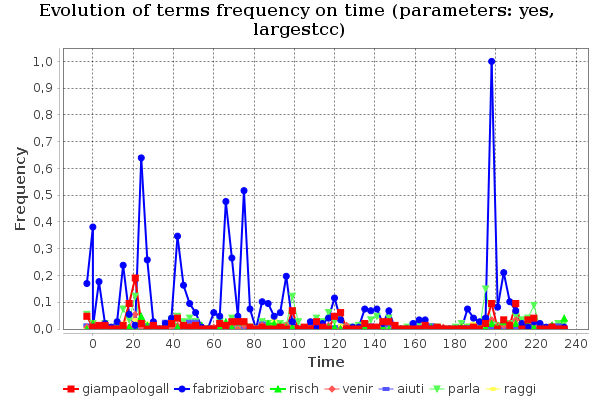 Evolution of terms frequency on time (parameters: yes,
largestcc)
Frequency
1,0
0,9
0,8
0,7
0,6
0,5
0,4
0,3
0,2
0,1
0,0
0 20 40 60 80 100 120 140 160 180 200 220 240
Time
giampaologall fabriziobarc risch venir aiuti parla raggi